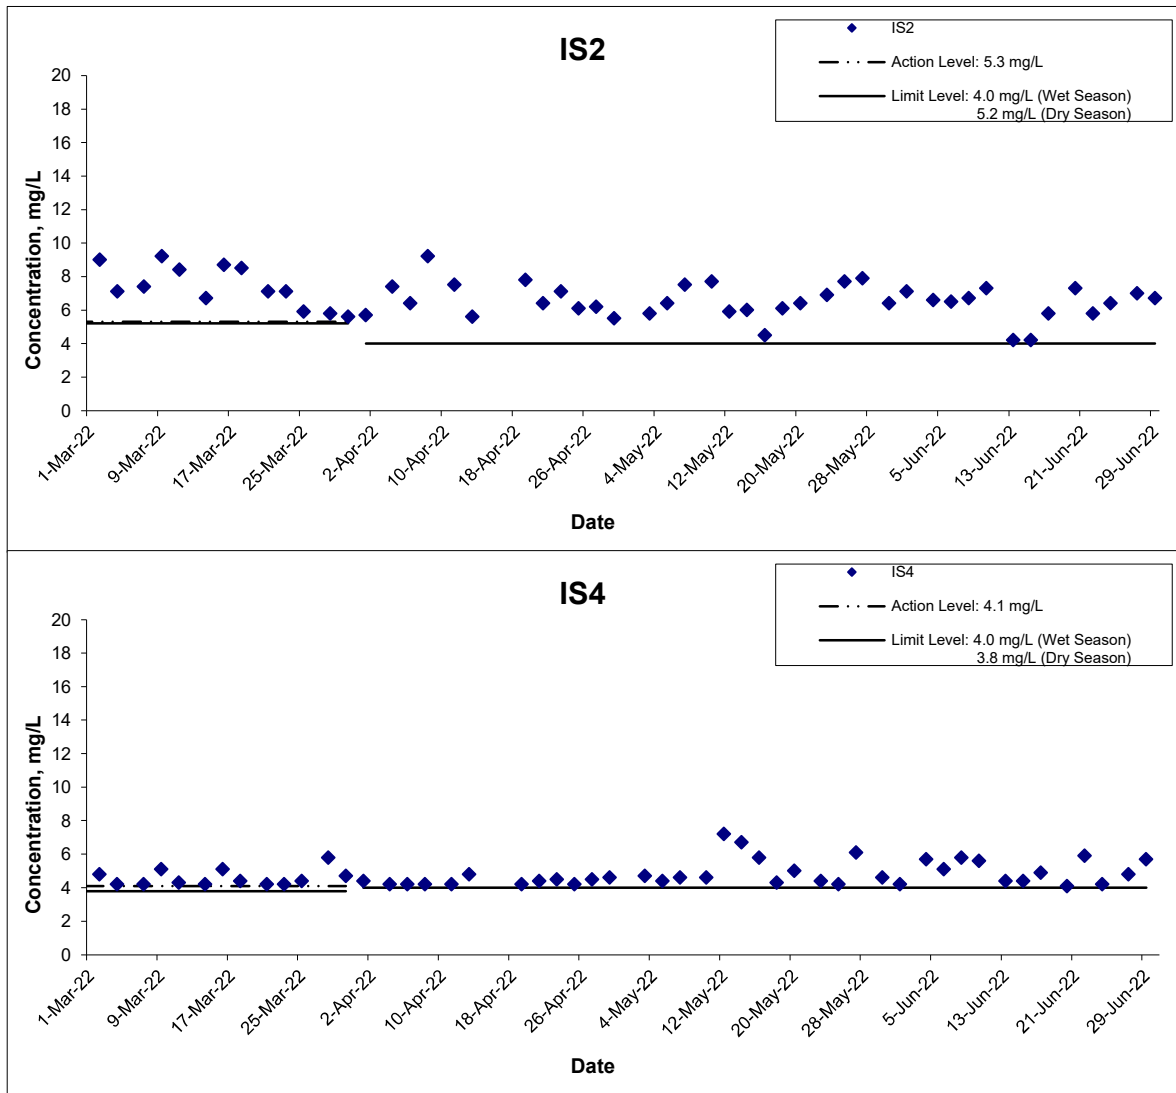 IS2
IS2
Action Level: 5.3 mg/L
Limit Level: 4.0 mg/L (Wet Season)
5.2 mg/L (Dry Season)
Concentration, mg/L
20
18
16
14
12
10
8
6
4
2
0
1-Mar-22
9-Mar-22
17-Mar-22
25-Mar-22
2-Apr-22
10-Apr-22
18-Apr-22
26-Apr-22
4-May-22
12-May-22
20-May-22
28-May-22
5-Jun-22
13-Jun-22
21-Jun-22
29-Jun-22
Date
IS4
IS4
Action Level: 4.1 mg/L
Limit Level: 4.0 mg/L (Wet Season)
3.8 mg/L (Dry Season)
Concentration, mg/L
20
18
16
14
12
10
8
6
4
2
0
1-Mar-22
9-Mar-22
17-Mar-22
25-Mar-22
2-Apr-22
10-Apr-22
18-Apr-22
26-Apr-22
4-May-22
12-May-22
20-May-22
28-May-22
5-Jun-22
13-Jun-22
21-Jun-22
29-Jun-22
Date